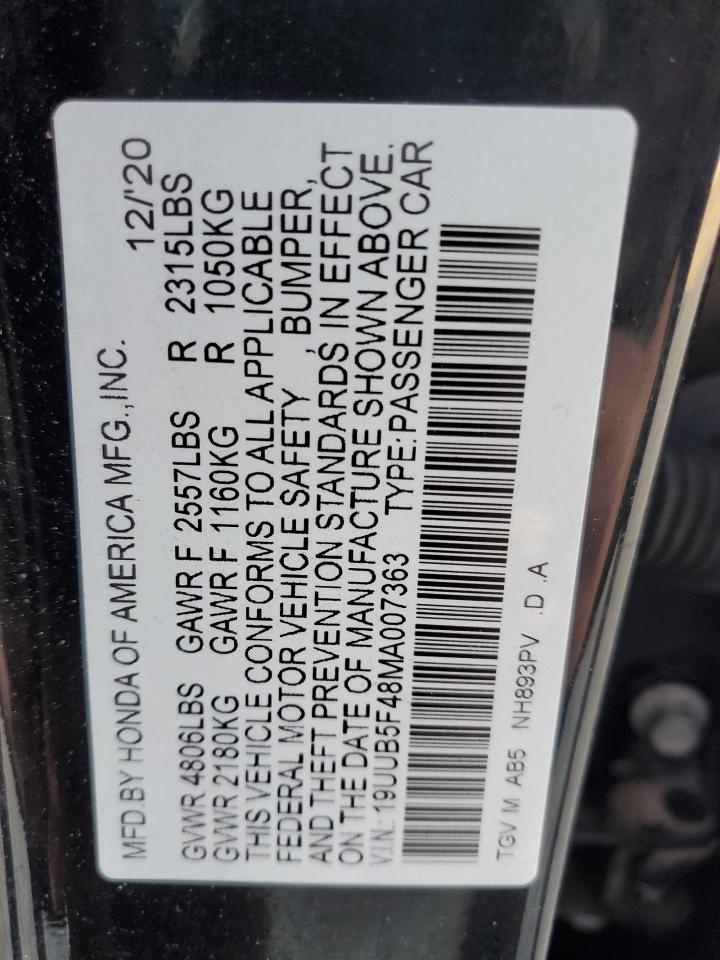 MFD.BY HONDA OF AMERICA MFG.,INC. 12/'20
GVWR 4806LBS GAWR F 2557LBS R 2315LBS
GVWR 2180KG GAWR F 1160KG R 1050KG
THIS VEHICLE CONFORMS TO ALL APPLICABLE
FEDERAL MOTOR VEHICLE SAFETY , BUMPER,
AND THEFT PREVENTION STANDARDS IN EFFECT
ON THE DATE OF MANUFACTURE SHOWN ABOVE.
V.I.N.: 19UUB5F48MA007363 TYPE:PASSENGER CAR
TGV M AB5 NH893PV .D .A